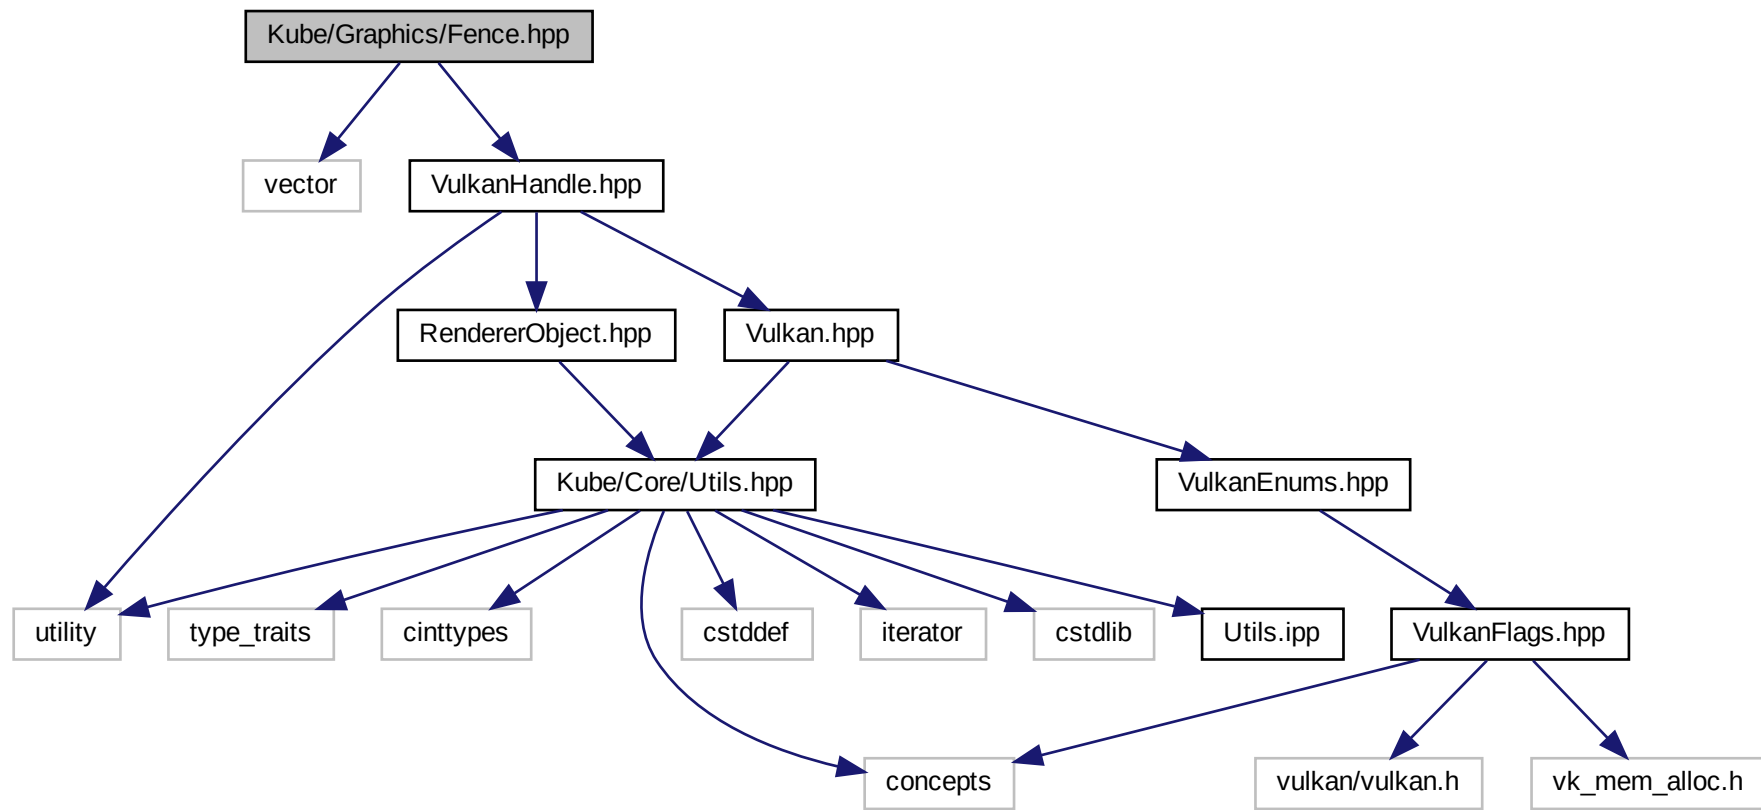 Kube/Graphics/Fence.hpp
vector
VulkanHandle.hpp
RendererObject.hpp
Vulkan.hpp
Kube/Core/Utils.hpp
VulkanEnums.hpp
utility
type_traits
cinttypes
cstddef
iterator
cstdlib
Utils.ipp
VulkanFlags.hpp
concepts
vulkan/vulkan.h
vk_mem_alloc.h